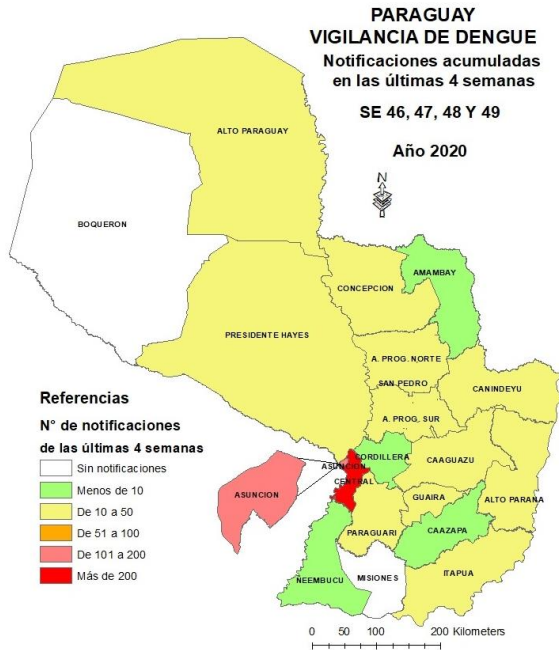 PARAGUAY
VIGILANCIA DE DENGUE
Notificaciones acumuladas
en las últimas 4 semanas
SE 46, 47, 48 Y 49
Año 2020
N
ALTO PARAGUAY
BOQUERON
AMAMBAY
CONCEPCION
PRESIDENTE HAYES
A. PROG. NORTE
SAN PEDRO
CANINDEYU
A. PROG. SUR
CORDILLERA
ASUNCION
CAAGUAZU
CENTRAL
ASUNCION
GUAIRA
ALTO PARANA
PARAGUARI
CAAZAPA
NEEMBUCU
MISIONES
ITAPUA
Referencias
N° de notificaciones
de las últimas 4 semanas
Sin notificaciones
Menos de 10
De 10 a 50
De 51 a 100
De 101 a 200
Más de 200
0 50 100 200 Kilometers